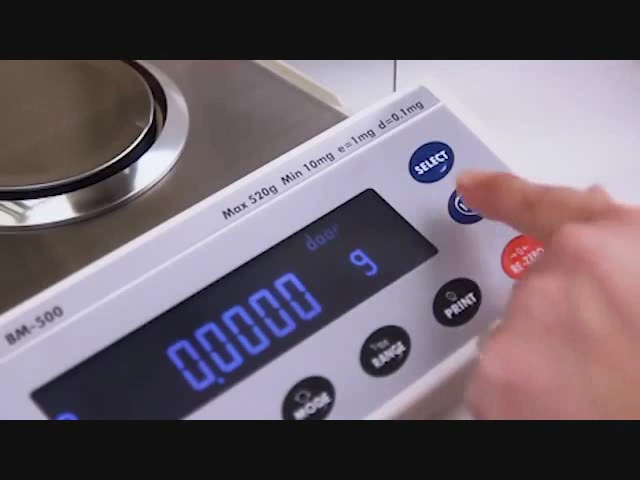 Max 520g Min 10mg e=1mg d=0.1mg
SELECT
BM-500
door
0.0000 g
RE-ZERO
PRINT
RANGE
MODE